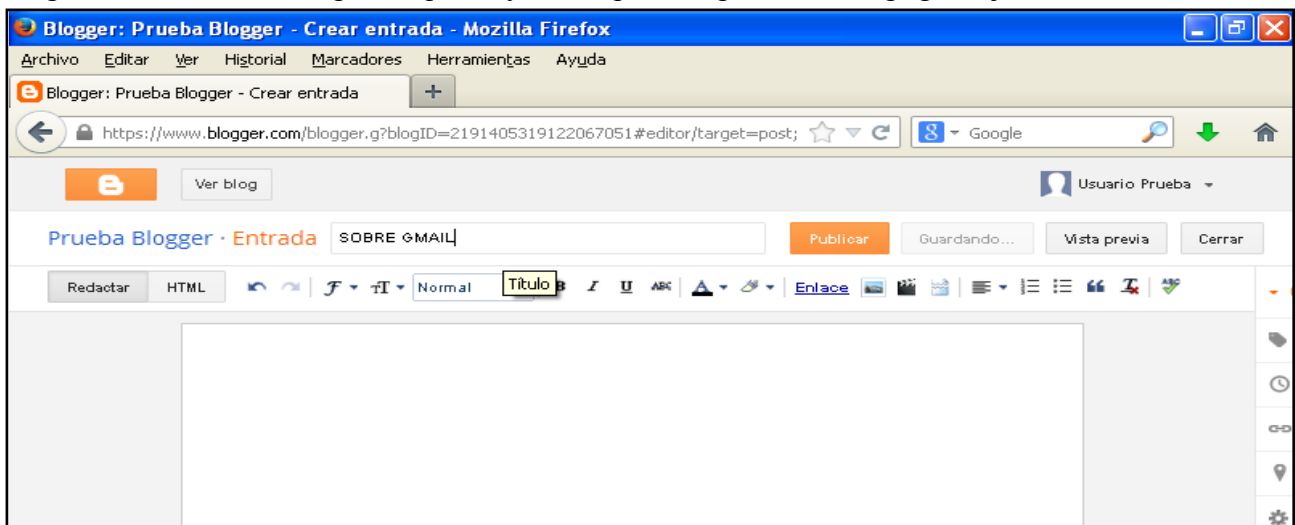 Blogger: Prueba Blogger - Crear entrada - Mozilla Firefox
Archivo Editar Ver Historial Marcadores Herramientas Ayuda
Blogger: Prueba Blogger - Crear entrada
https://www.blogger.com/blogger.g?blogID=2191405319122067051#editor/target=post; Google
Ver blog Usuario Prueba
Prueba Blogger · Entrada SOBRE GMAIL Publicar Guardando... Vista previa Cerrar
Redactar HTML Normal Título B I U ABC A Enlace